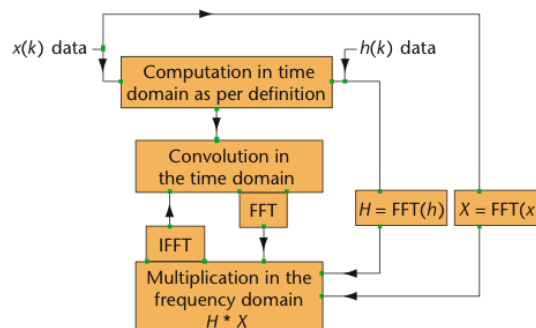 x(k) data
h(k) data
Computation in time
domain as per definition
Convolution in
the time domain
FFT
H = FFT(h)
X = FFT(x
IFFT
Multiplication in the
frequency domain
H * X